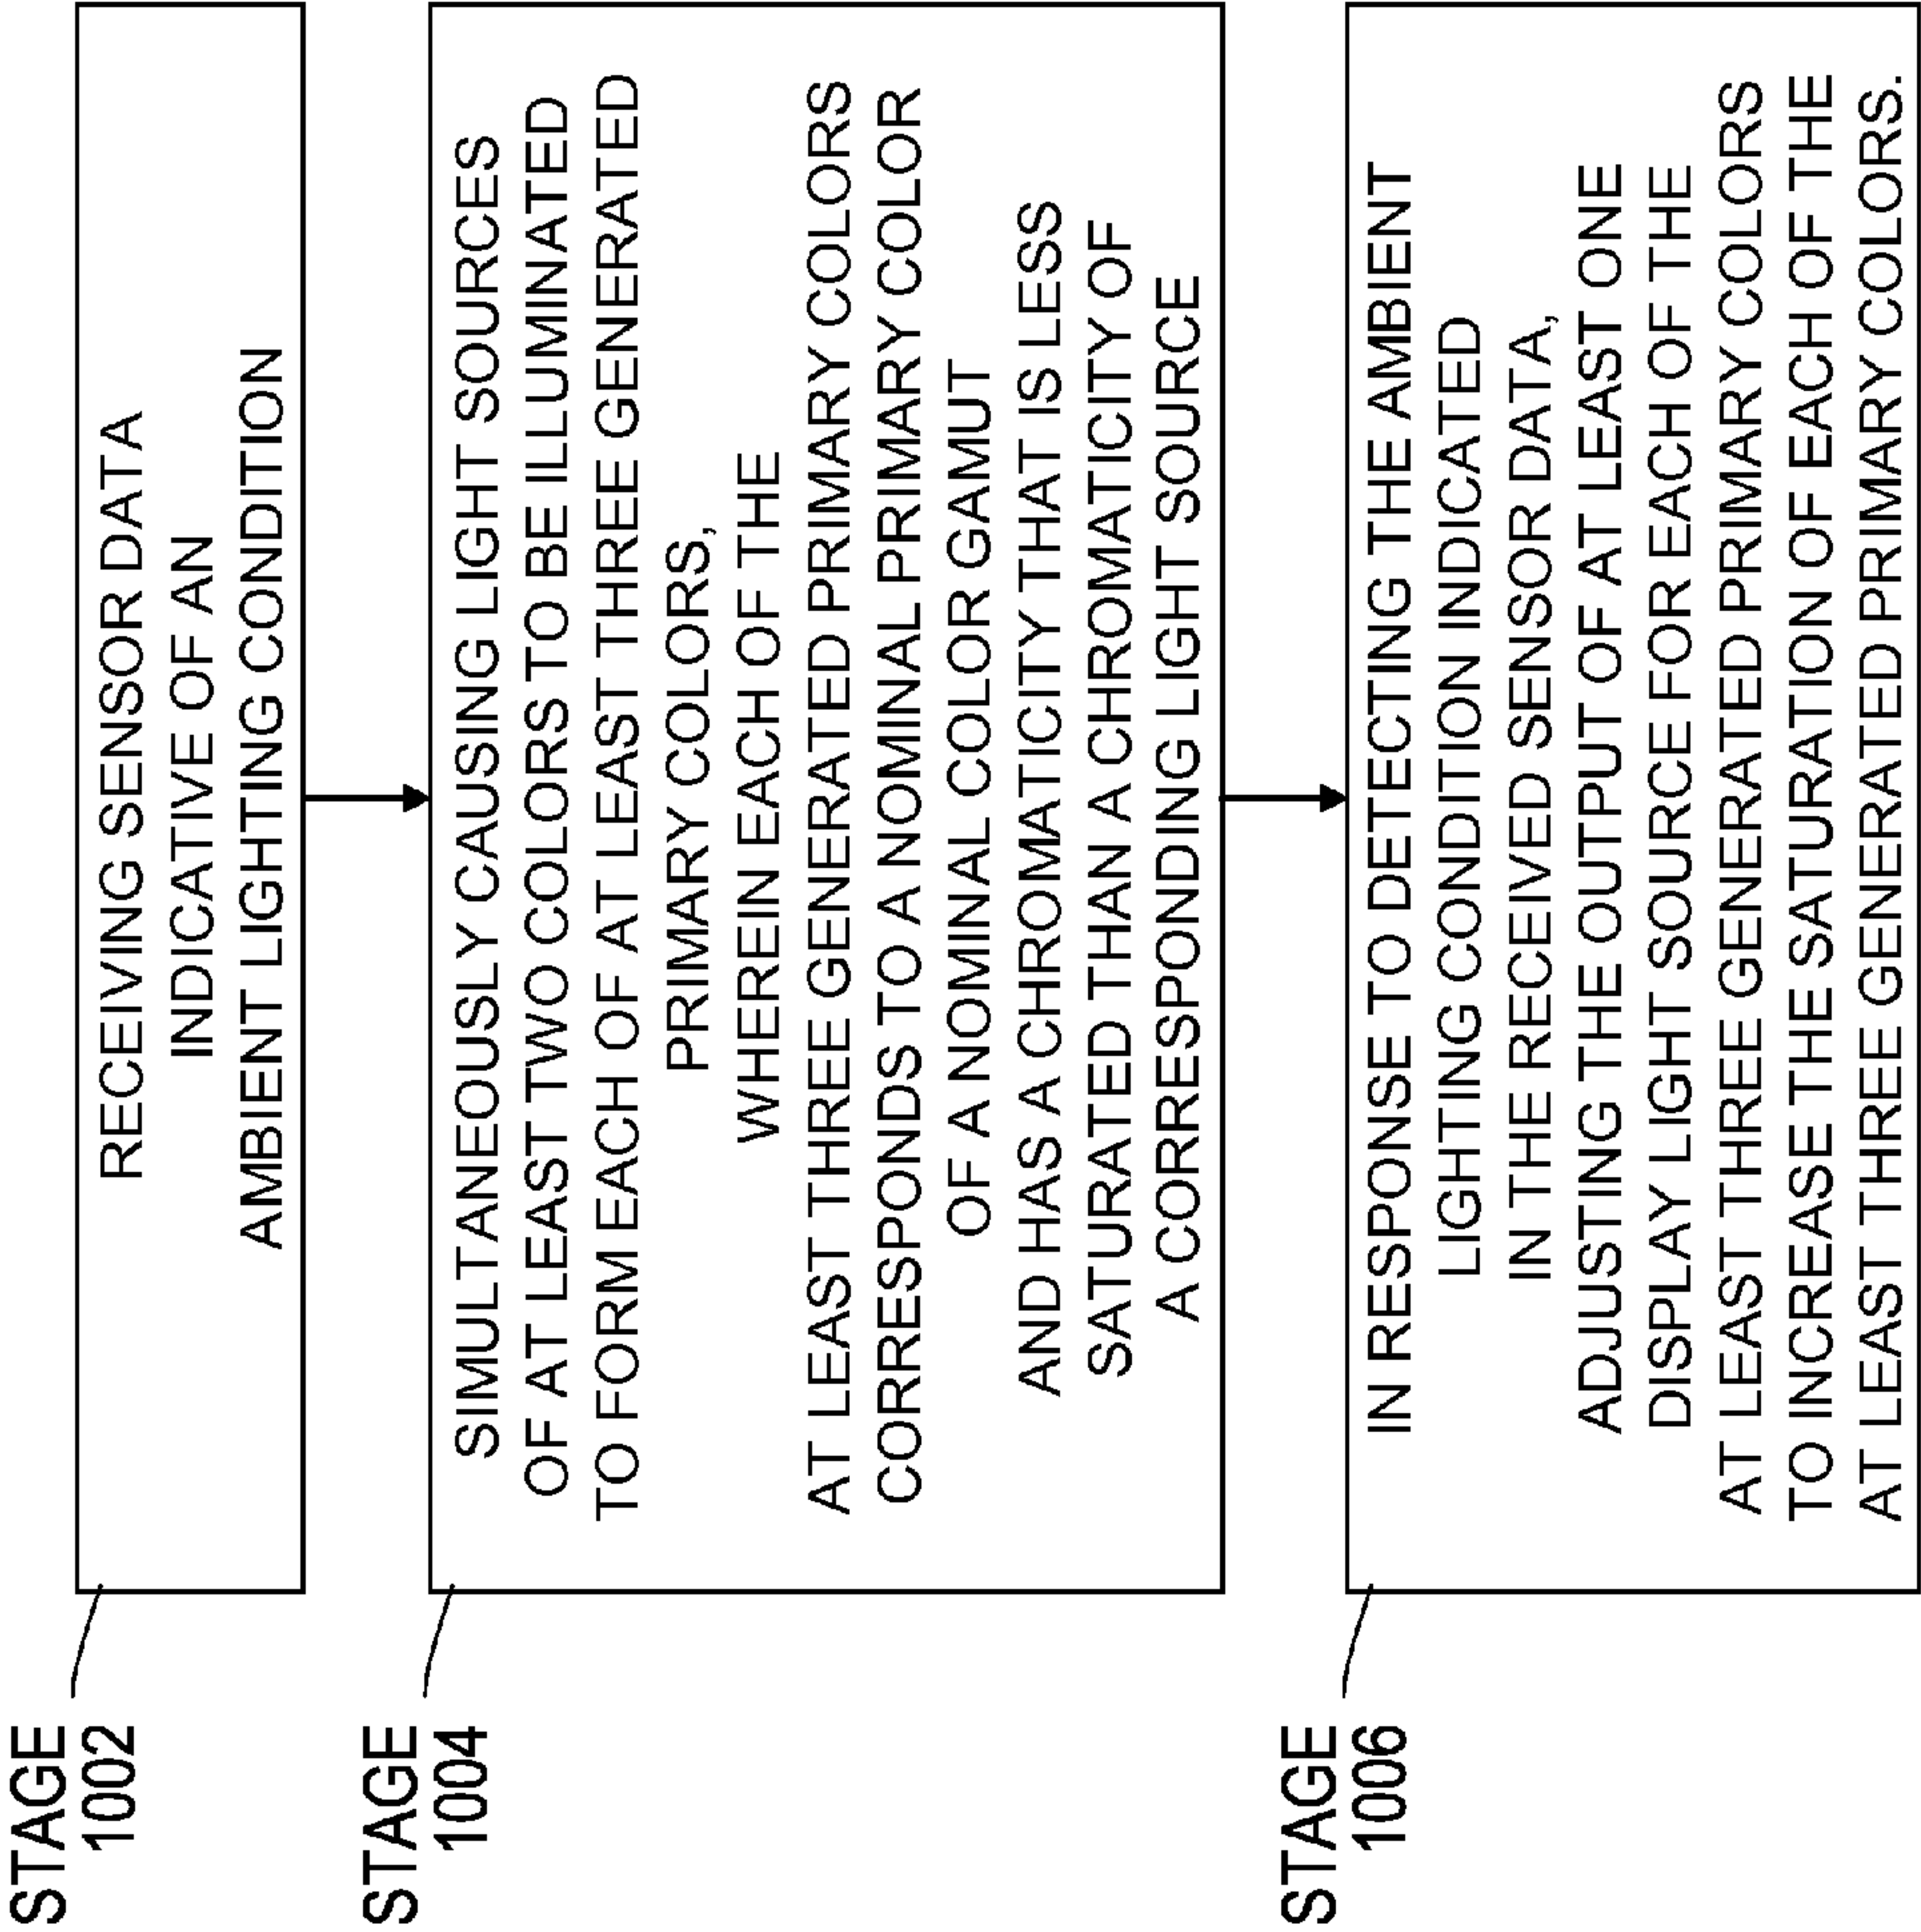 STAGE
1002
RECEIVING SENSOR DATA
INDICATIVE OF AN
AMBIENT LIGHTING CONDITION
STAGE
1004
SIMULTANEOUSLY CAUSING LIGHT SOURCES
OF AT LEAST TWO COLORS TO BE ILLUMINATED
TO FORM EACH OF AT LEAST THREE GENERATED
PRIMARY COLORS,
WHEREIN EACH OF THE
AT LEAST THREE GENERATED PRIMARY COLORS
CORRESPONDS TO A NOMINAL PRIMARY COLOR
OF A NOMINAL COLOR GAMUT
AND HAS A CHROMATICITY THAT IS LESS
SATURATED THAN A CHROMATICITY OF
A CORRESPONDING LIGHT SOURCE
STAGE
1006
IN RESPONSE TO DETECTING THE AMBIENT
LIGHTING CONDITION INDICATED
IN THE RECEIVED SENSOR DATA,
ADJUSTING THE OUTPUT OF AT LEAST ONE
DISPLAY LIGHT SOURCE FOR EACH OF THE
AT LEAST THREE GENERATED PRIMARY COLORS
TO INCREASE THE SATURATION OF EACH OF THE
AT LEAST THREE GENERATED PRIMARY COLORS.